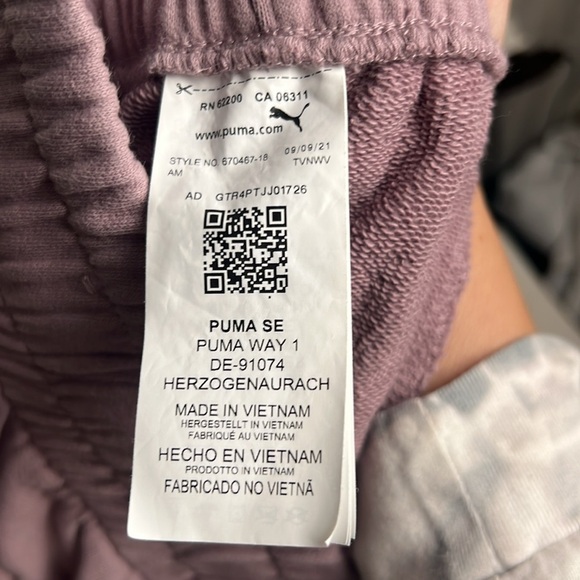 RN 62200 CA 06311
www.puma.com
STYLE NO. 670467-18 09/09/21
AM TVNWV
AD GTR4PTJJ01726
PUMA SE
PUMA WAY 1
DE-91074
HERZOGENAURACH
MADE IN VIETNAM
HERGESTELLT IN VIETNAM
FABRIQUÉ AU VIETNAM
HECHO EN VIETNAM
PRODOTTO IN VIETNAM
FABRICADO NO VIETNÃ